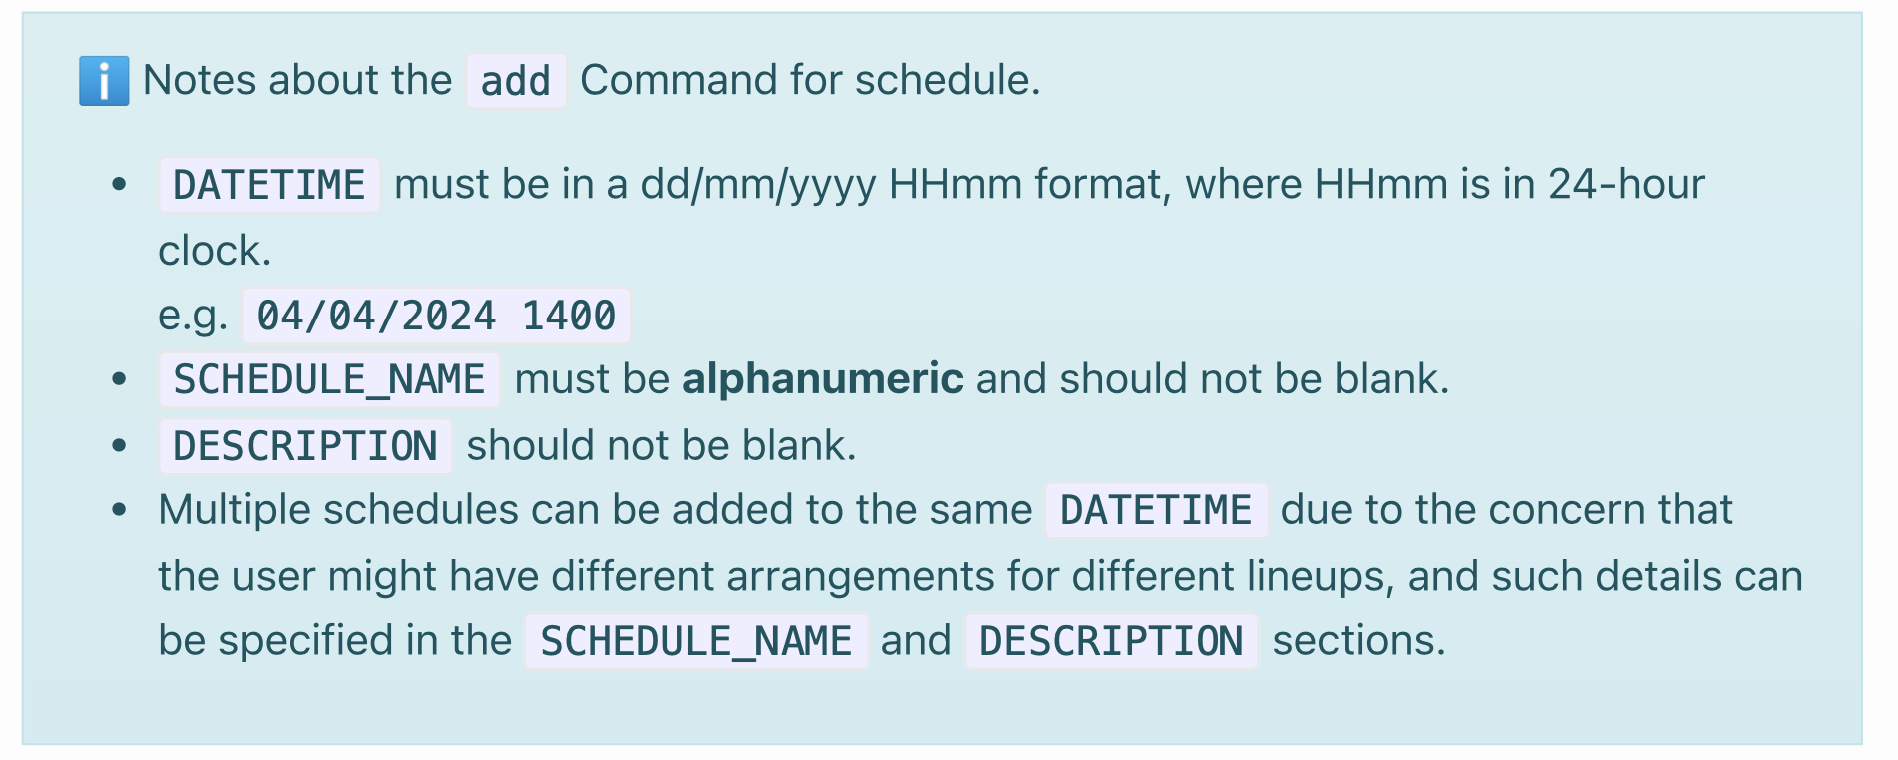 Notes about the add Command for schedule.
• DATETIME must be in a dd/mm/yyyy HHmm format, where HHmm is in 24-hour
clock.
e.g. 04/04/2024 1400
• SCHEDULE_NAME must be alphanumeric and should not be blank.
• DESCRIPTION should not be blank.
• Multiple schedules can be added to the same DATETIME due to the concern that
the user might have different arrangements for different lineups, and such details can
be specified in the SCHEDULE_NAME and DESCRIPTION sections.